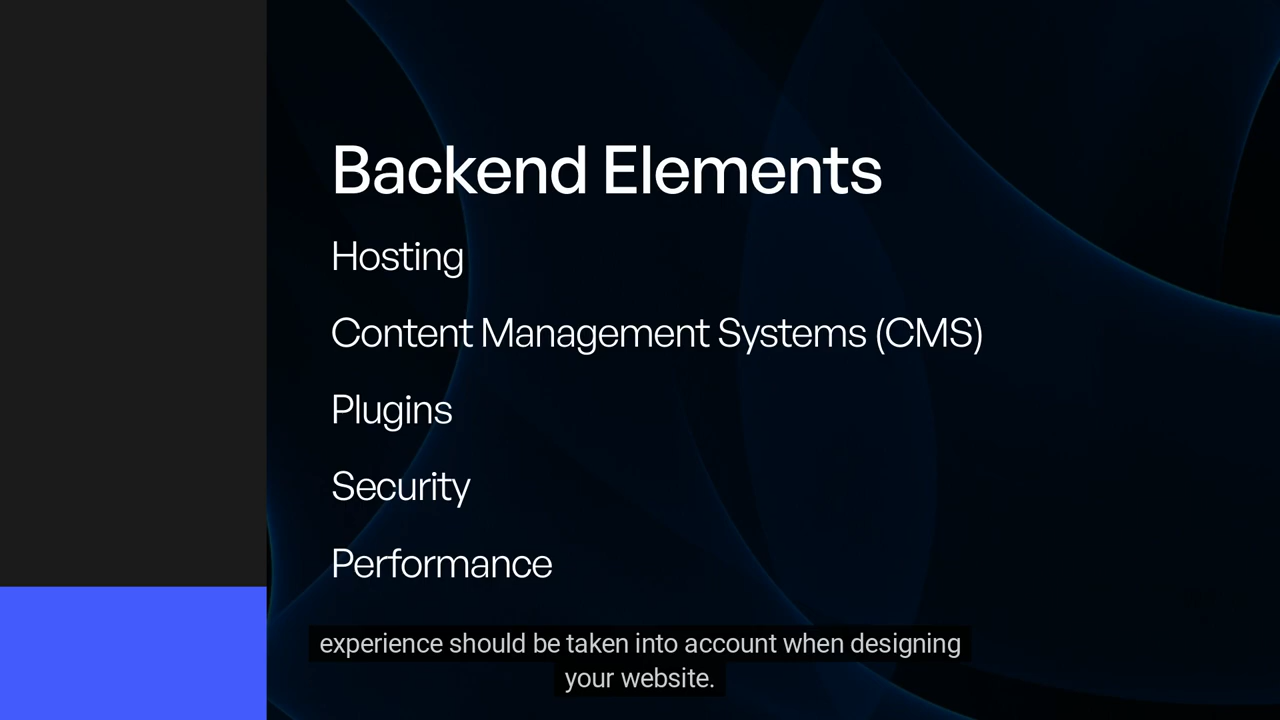 Backend Elements
Hosting
Content Management Systems (CMS)
Plugins
Security
Performance
experience should be taken into account when designing
your website.